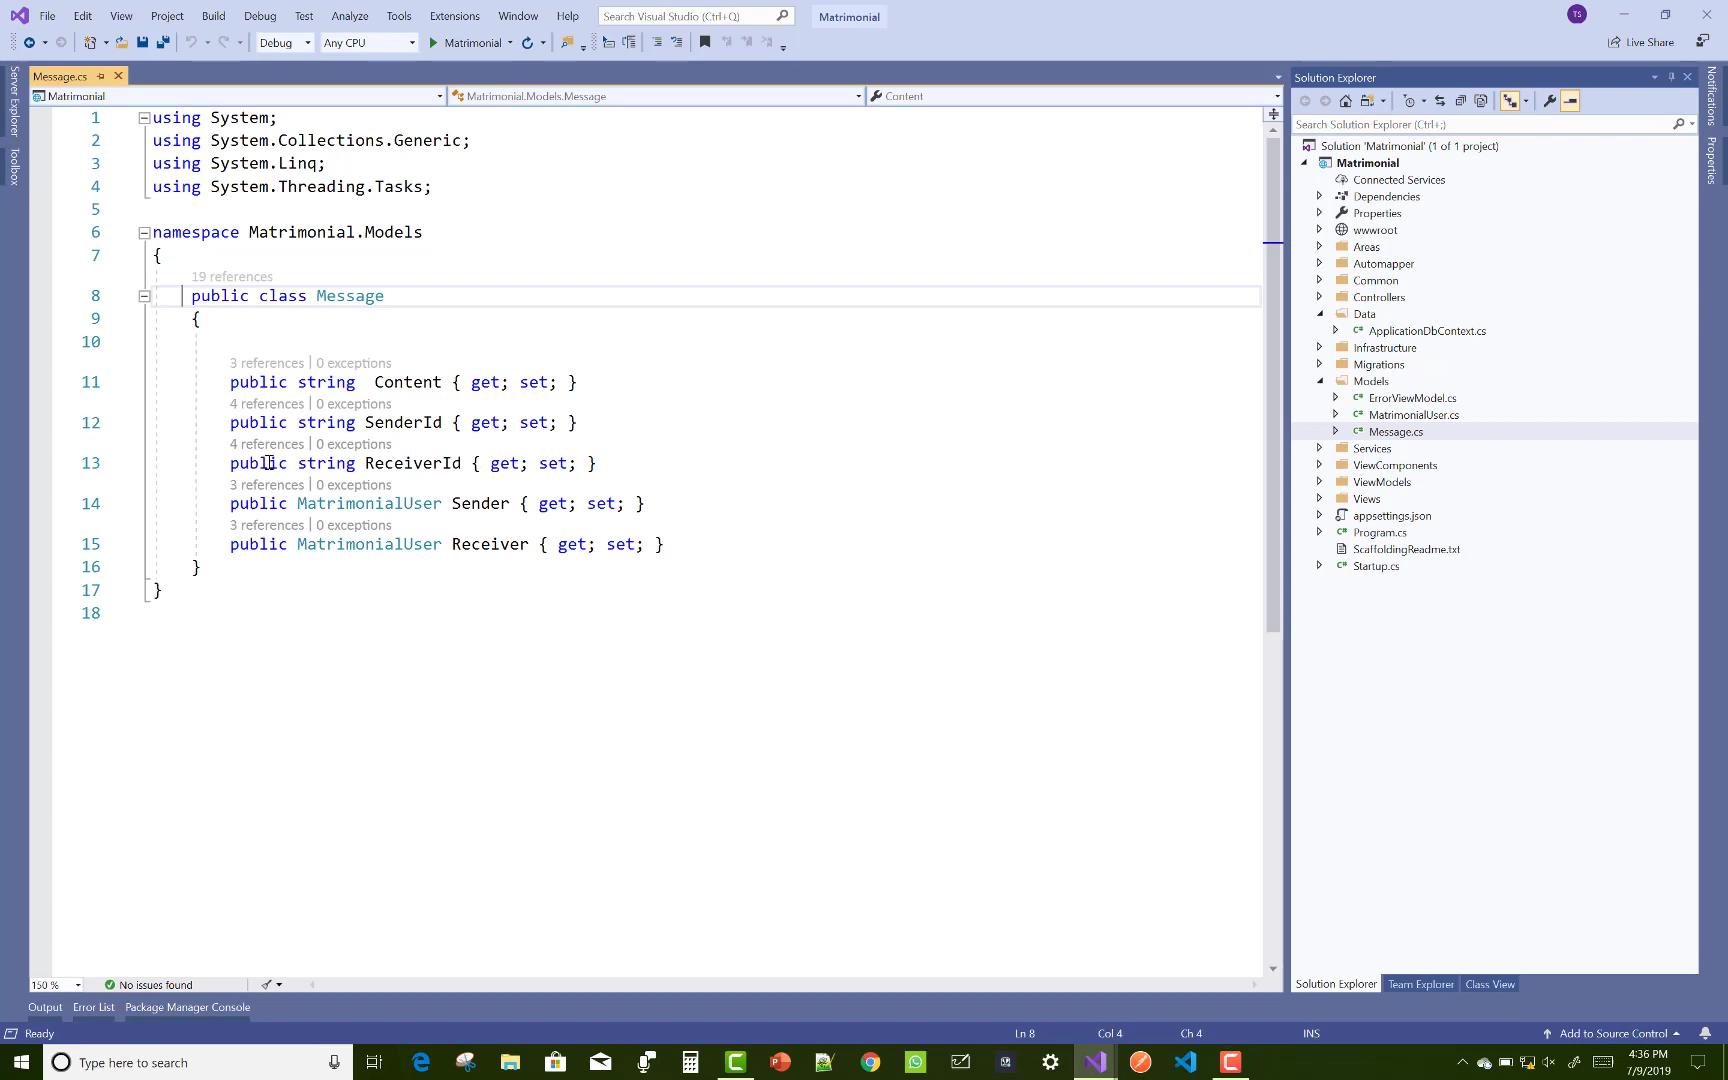 File Edit View Project Build Debug Test Analyze Tools Extensions Window Help Search Visual Studio (Ctrl+Q) Matrimonial TS
Debug Any CPU Matrimonial Live Share
Server Explorer
Toolbox
Message.cs
Matrimonial Matrimonial.Models.Message Content
1 using System;
2 using System.Collections.Generic;
3 using System.Linq;
4 using System.Threading.Tasks;
5
6 namespace Matrimonial.Models
7 {
19 references
8 public class Message
9 {
10
3 references | 0 exceptions
11 public string  Content { get; set; }
4 references | 0 exceptions
12 public string SenderId { get; set; }
4 references | 0 exceptions
13 public string ReceiverId { get; set; }
3 references | 0 exceptions
14 public MatrimonialUser Sender { get; set; }
3 references | 0 exceptions
15 public MatrimonialUser Receiver { get; set; }
16 }
17 }
18
150 % No issues found
Output Error List Package Manager Console
Solution Explorer
Search Solution Explorer (Ctrl+;)
Solution 'Matrimonial' (1 of 1 project)
Matrimonial
Connected Services
Dependencies
Properties
wwwroot
Areas
Automapper
Common
Controllers
Data
C# ApplicationDbContext.cs
Infrastructure
Migrations
Models
C# ErrorViewModel.cs
C# MatrimonialUser.cs
C# Message.cs
Services
ViewComponents
ViewModels
Views
appsettings.json
C# Program.cs
ScaffoldingReadme.txt
C# Startup.cs
Solution Explorer Team Explorer Class View
Notifications
Properties
Ready Ln 8 Col 4 Ch 4 INS Add to Source Control
Type here to search
4:36 PM
7/9/2019